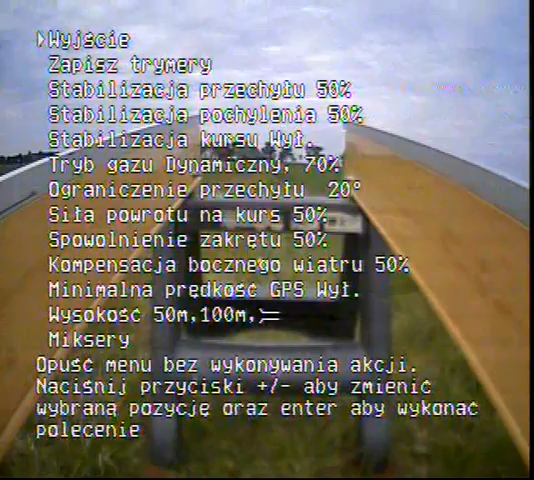 Wyjście
Zapisz trymery
Stabilizacja przechyłu 50%
Stabilizacja pochylenia 50%
Stabilizacja kursu Wył.
Tryb gazu Dynamiczny, 70%
Ograniczenie przechyłu 20°
Siła powrotu na kurs 50%
Spowolnienie zakrętu 50%
Kompensacja bocznego wiatru 50%
Minimalna prędkość GPS Wył.
Wysokość 50m,100m,
Miksery
Opuść menu bez wykonywania akcji.
Naciśnij przyciski +/- aby zmienić
wybraną pozycję oraz enter aby wykonać
polecenie